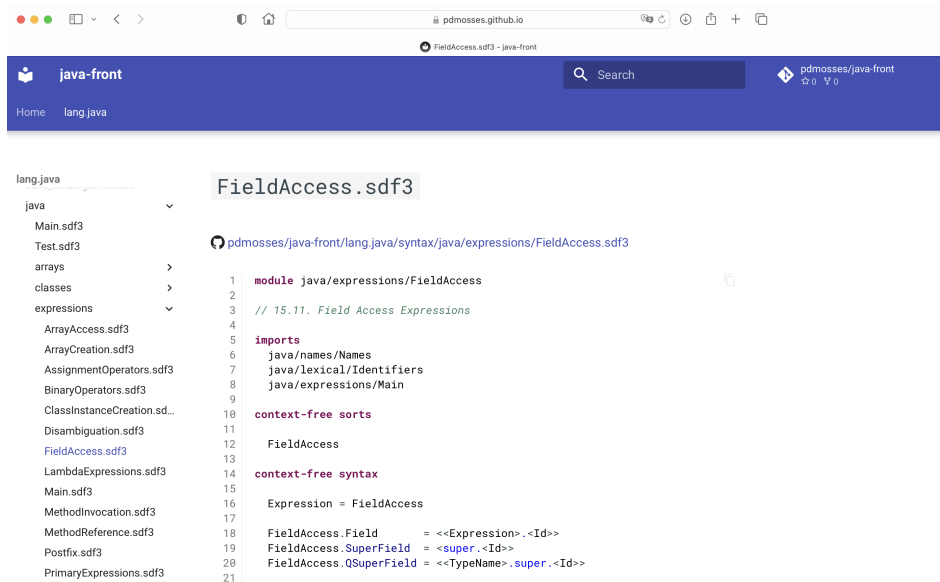 pdmosses.github.io
FieldAccess.sdf3 - java-front
java-front
Search
pdmosses/java-front
0 0
Home lang.java
lang.java
java
Main.sdf3
Test.sdf3
arrays
classes
expressions
ArrayAccess.sdf3
ArrayCreation.sdf3
AssignmentOperators.sdf3
BinaryOperators.sdf3
ClassInstanceCreation.sd...
Disambiguation.sdf3
FieldAccess.sdf3
LambdaExpressions.sdf3
Main.sdf3
MethodInvocation.sdf3
MethodReference.sdf3
Postfix.sdf3
PrimaryExpressions.sdf3
FieldAccess.sdf3
pdmosses/java-front/lang.java/syntax/java/expressions/FieldAccess.sdf3
1 module java/expressions/FieldAccess
2
3 // 15.11. Field Access Expressions
4
5 imports
6 java/names/Names
7 java/lexical/Identifiers
8 java/expressions/Main
9
10 context-free sorts
11
12 FieldAccess
13
14 context-free syntax
15
16 Expression = FieldAccess
17
18 FieldAccess.Field = <<Expression>.<Id>>
19 FieldAccess.SuperField = <super.<Id>>
20 FieldAccess.QSuperField = <<TypeName>.super.<Id>>
21